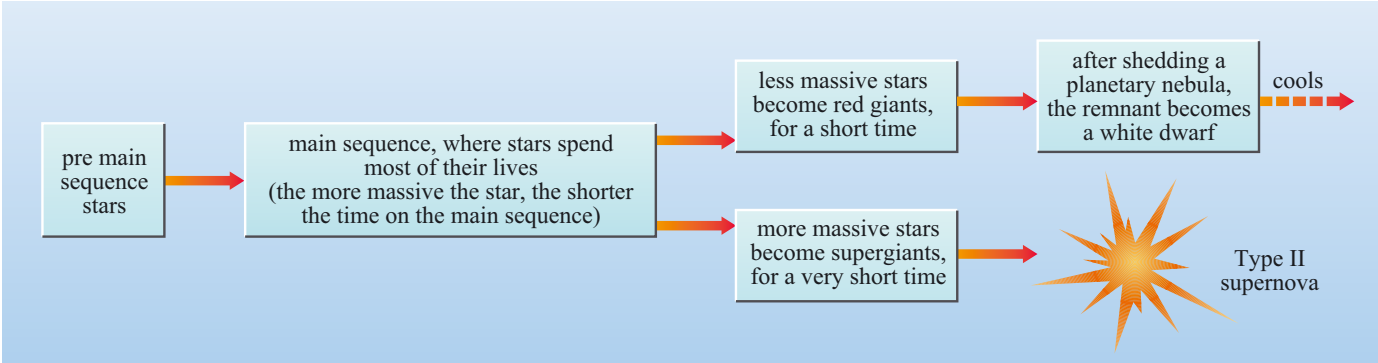 pre main
sequence
stars
main sequence, where stars spend
most of their lives
(the more massive the star, the shorter
the time on the main sequence)
less massive stars
become red giants,
for a short time
after shedding a
planetary nebula,
the remnant becomes
a white dwarf
cools
more massive stars
become supergiants,
for a very short time
Type II
supernova